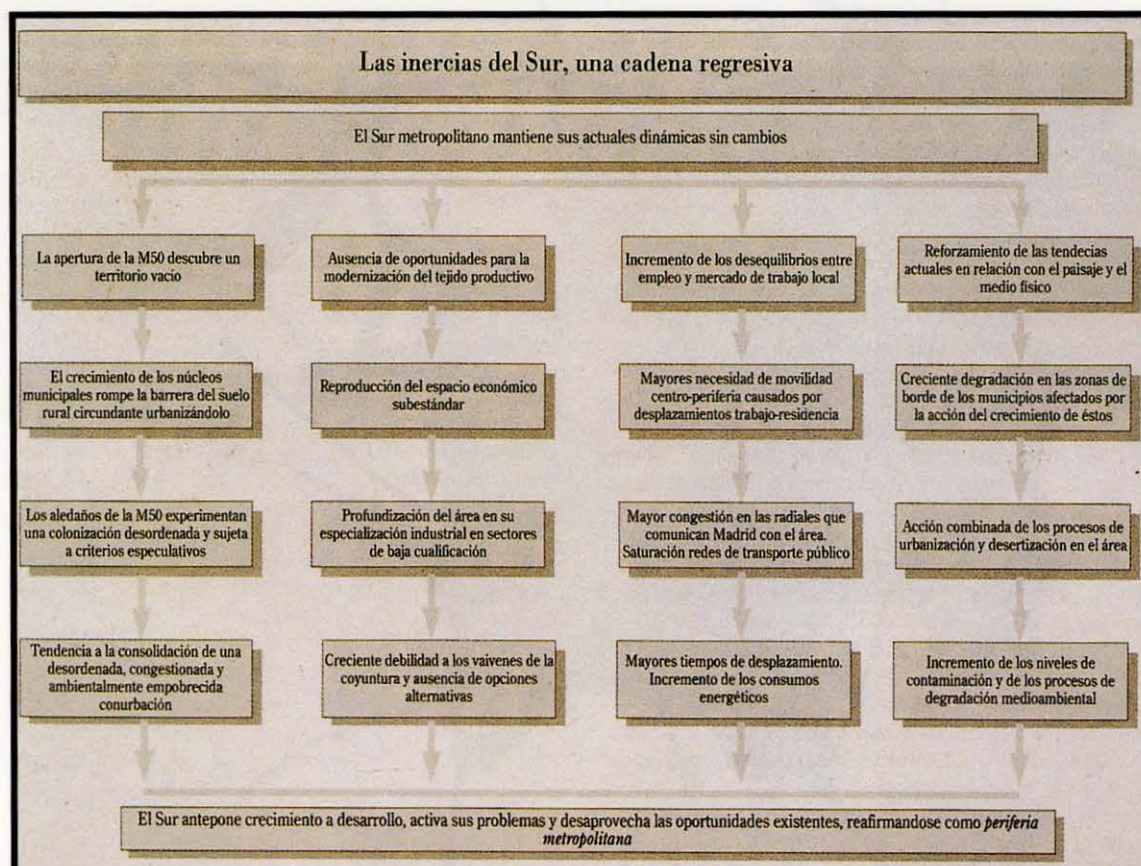 Las inercias del Sur, una cadena regresiva
El Sur metropolitano mantiene sus actuales dinámicas sin cambios
La apertura de la M50 descubre un
territorio vacío
Ausencia de oportunidades para la
modernización del tejido productivo
Incremento de los desequilibrios entre
empleo y mercado de trabajo local
Reforzamiento de las tendecias
actuales en relación con el paisaje y el
medio físico
El crecimiento de los núcleos
municipales rompe la barrera del suelo
rural circundante urbanizándolo
Reproducción del espacio económico
subestándar
Mayores necesidad de movilidad
centro-periferia causados por
desplazamientos trabajo-residencia
Creciente degradación en las zonas de
borde de los municipios afectados por
la acción del crecimiento de éstos
Los aledaños de la M50 experimentan
una colonización desordenada y sujeta
a criterios especulativos
Profundización del área en su
especialización industrial en sectores
de baja cualificación
Mayor congestión en las radiales que
comunican Madrid con el área.
Saturación redes de transporte público
Acción combinada de los procesos de
urbanización y desertización en el área
Tendencia a la consolidación de una
desordenada, congestionada y
ambientalmente empobrecida
conurbación
Creciente debilidad a los vaivenes de la
coyuntura y ausencia de opciones
alternativas
Mayores tiempos de desplazamiento.
Incremento de los consumos
energéticos
Incremento de los niveles de
contaminación y de los procesos de
degradación medioambiental
El Sur antepone crecimiento a desarrollo, activa sus problemas y desaprovecha las oportunidades existentes, reafirmandose como periferia
metropolitana